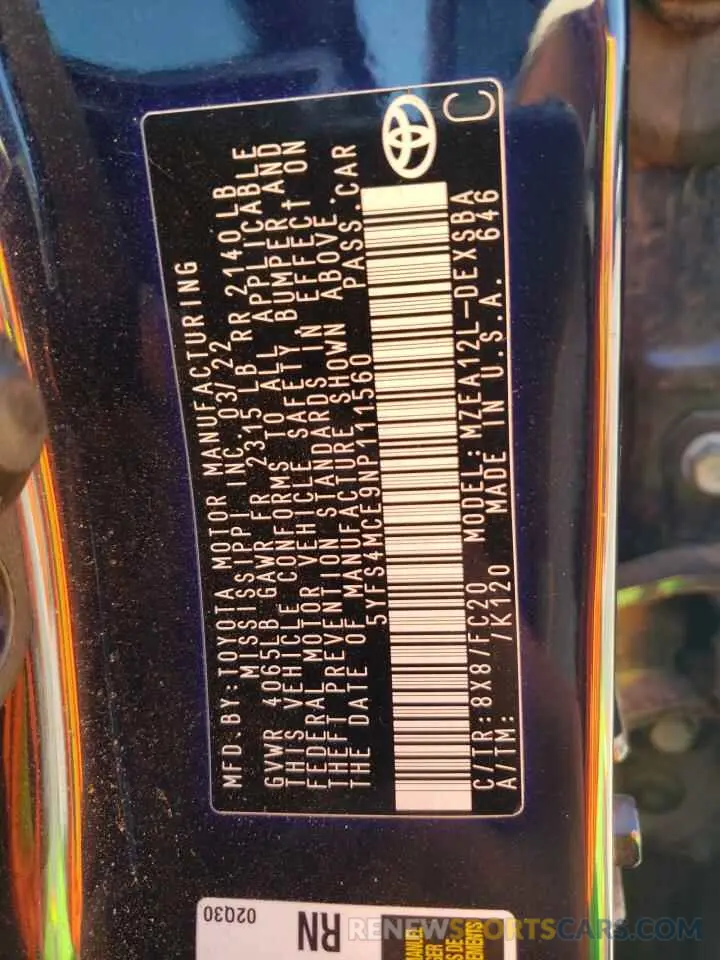 MFD. BY: TOYOTA MOTOR MANUFACTURING
MISSISSIPPI INC. 03/22
GVWR 4065LB GAWR FR 2315 LB RR 2140 LB
THIS VEHICLE CONFORMS TO ALL APPLICABLE
FEDERAL MOTOR VEHICLE SAFETY BUMPER AND
THEFT PREVENTION STANDARDS IN EFFECT ON
THE DATE OF MANUFACTURE SHOWN ABOVE.
5YFS4MCE9NP111560 PASS. CAR
C/TR: 8X8/FC20 MODEL: MZEA12L-DEXSBA
A/TM: /K120 MADE IN U.S.A. 646
C
02Q30
RN
RENEWSPORTSCARS.COM